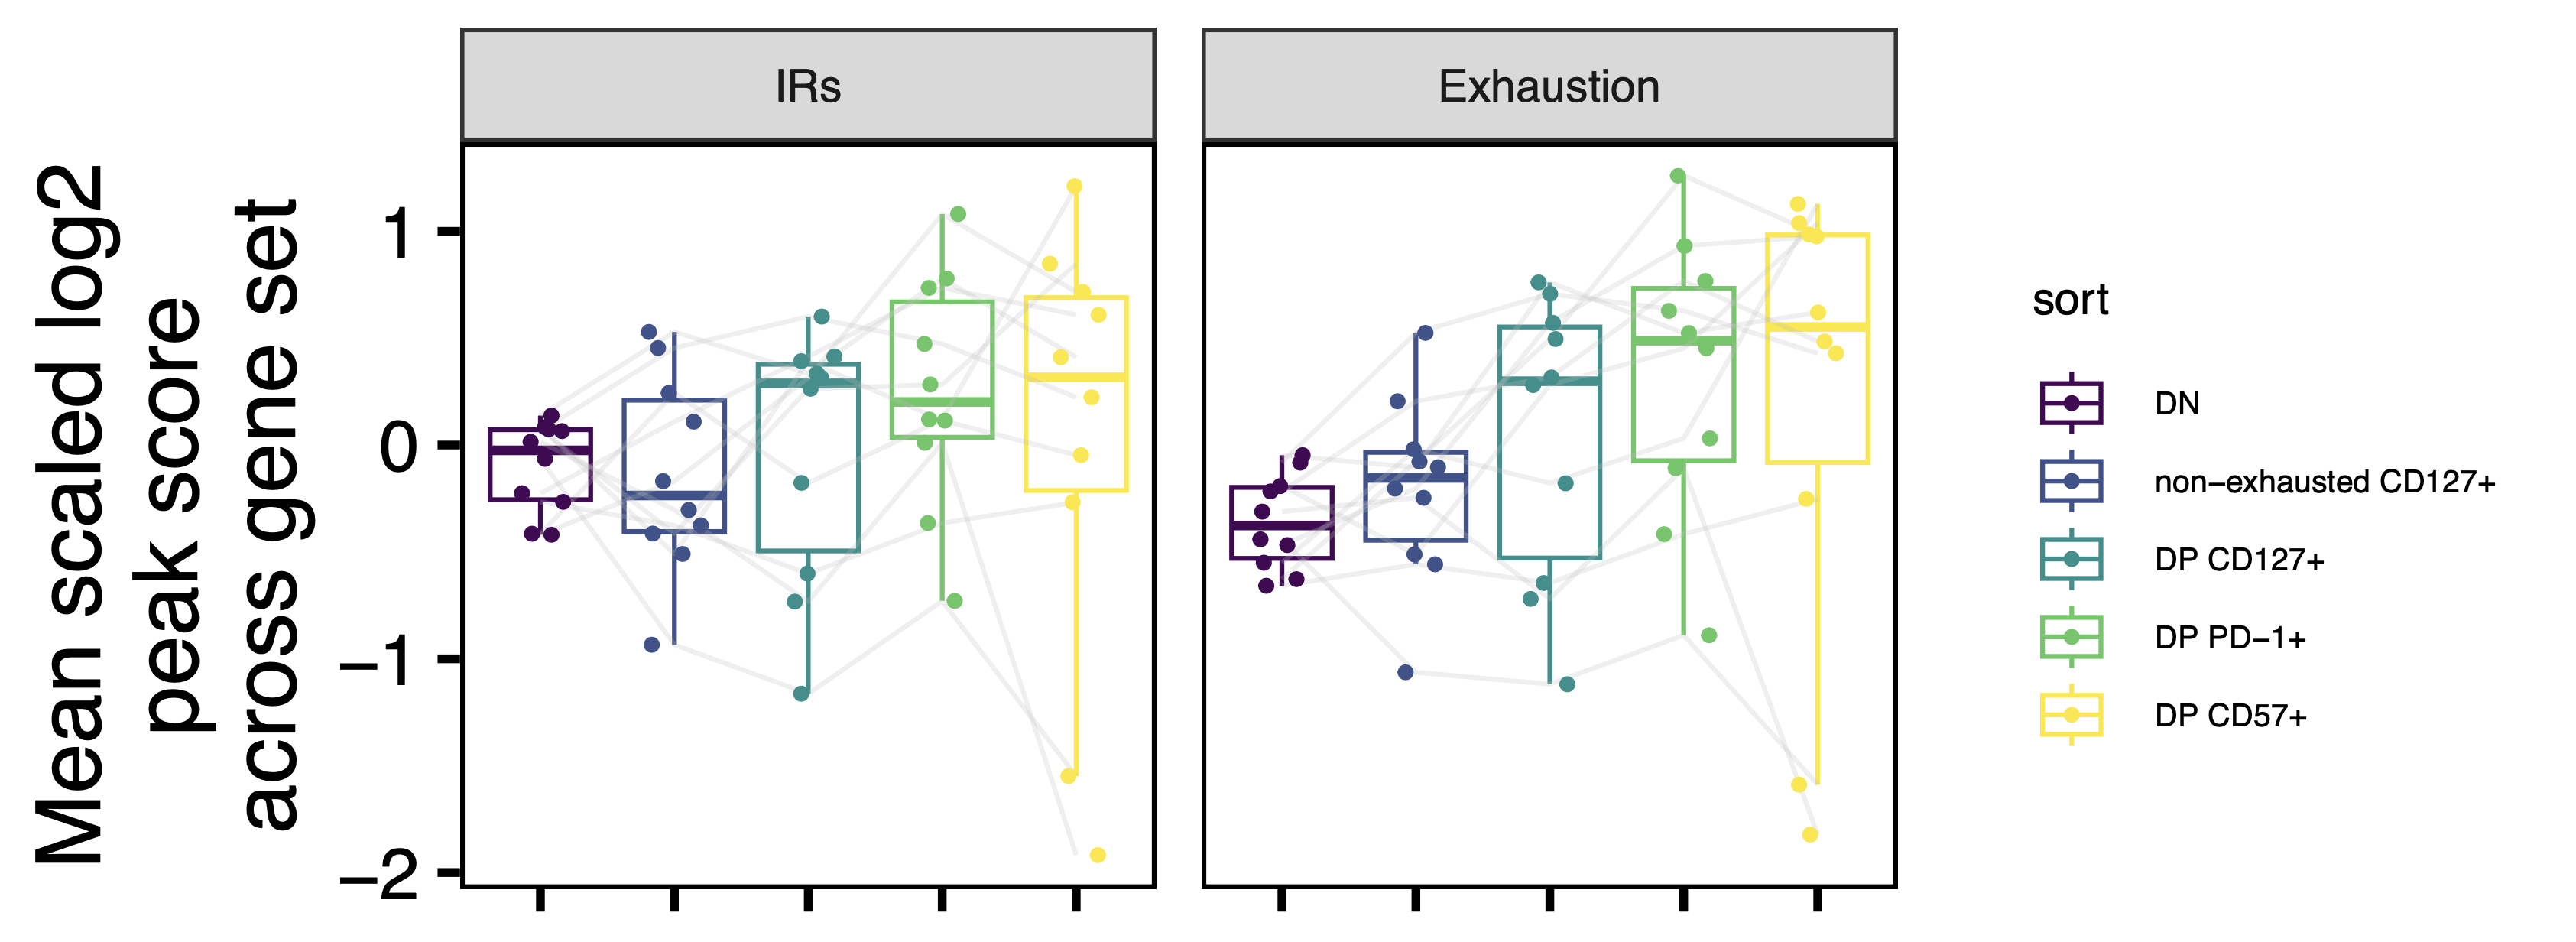 Mean scaled log2
peak score
across gene set
IRs
Exhaustion
1
0
−1
−2
sort
DN
non−exhausted CD127+
DP CD127+
DP PD−1+
DP CD57+